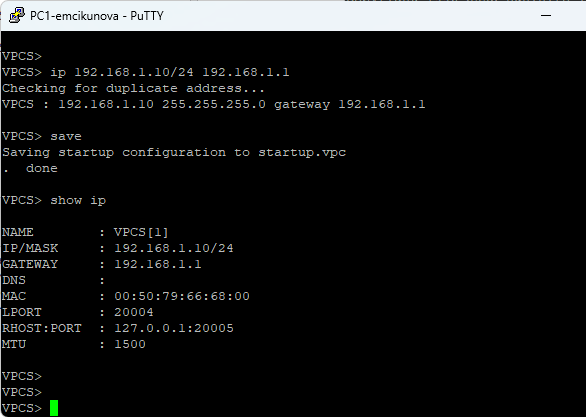 PC1-emcikunova - PuTTY
VPCS>
VPCS> ip 192.168.1.10/24 192.168.1.1
Checking for duplicate address...
VPCS : 192.168.1.10 255.255.255.0 gateway 192.168.1.1
VPCS> save
Saving startup configuration to startup.vpc
.  done
VPCS> show ip
NAME        : VPCS[1]
IP/MASK     : 192.168.1.10/24
GATEWAY     : 192.168.1.1
DNS         :
MAC         : 00:50:79:66:68:00
LPORT       : 20004
RHOST:PORT  : 127.0.0.1:20005
MTU         : 1500
VPCS>
VPCS>
VPCS>